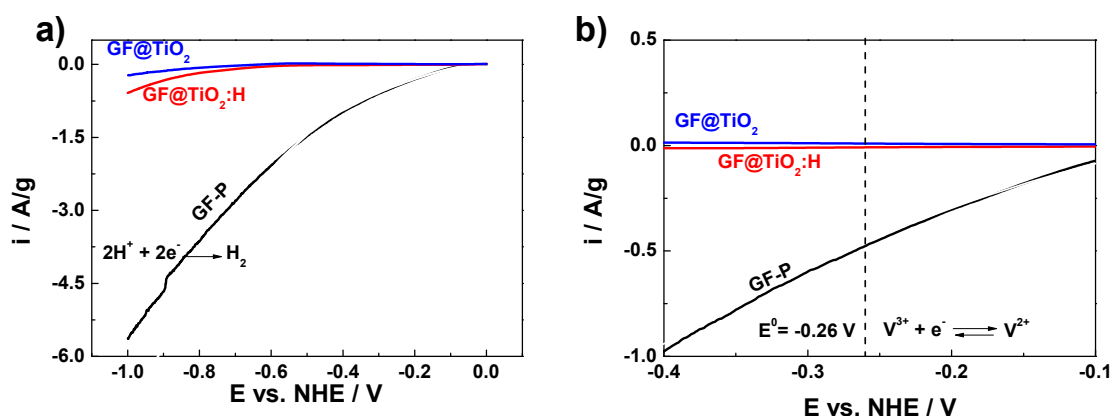 a)
GF@TiO2
GF@TiO2:H
GF-P
2H+ + 2e- → H2
0.0
-1.5
-3.0
-4.5
-6.0
i / A/g
-1.0 -0.8 -0.6 -0.4 -0.2 0.0
E vs. NHE / V
b)
GF@TiO2
GF@TiO2:H
GF-P
E0= -0.26 V V3+ + e- ⇌ V2+
0.5
0.0
-0.5
-1.0
i / A/g
-0.4 -0.3 -0.2 -0.1
E vs. NHE / V